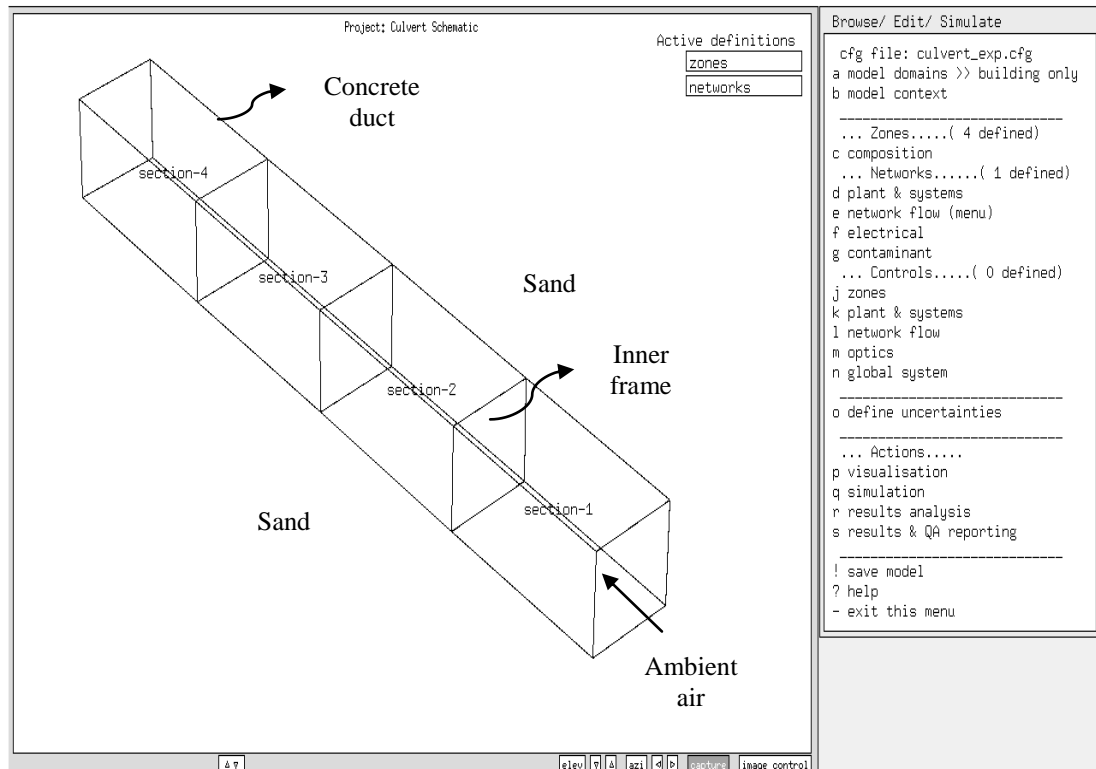 Project: Culvert Schematic
Active definitions
zones
networks
Concrete
duct
section-4
section-3
Sand
Inner
frame
section-2
Sand
section-1
Ambient
air
elev
azi
capture
image control
Browse/ Edit/ Simulate
cfg file: culvert_exp.cfg
a model domains >> building only
b model context
... Zones.....( 4 defined)
c composition
... Networks......( 1 defined)
d plant & systems
e network flow (menu)
f electrical
g contaminant
... Controls.....( 0 defined)
j zones
k plant & systems
l network flow
m optics
n global system
o define uncertainties
... Actions.....
p visualisation
q simulation
r results analysis
s results & QA reporting
! save model
? help
- exit this menu